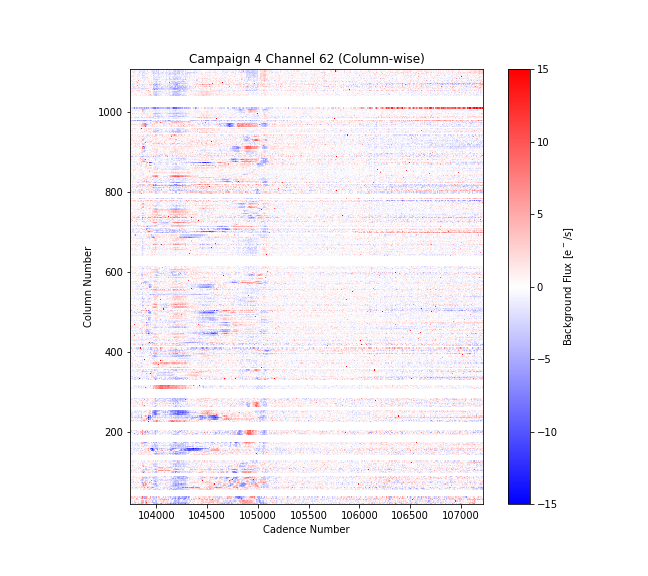 Campaign 4 Channel 62 (Column-wise)
1000
800
600
400
200
Column Number
104000 104500 105000 105500 106000 106500 107000
Cadence Number
15
10
5
0
−5
−10
−15
Background Flux [e⁻/s]